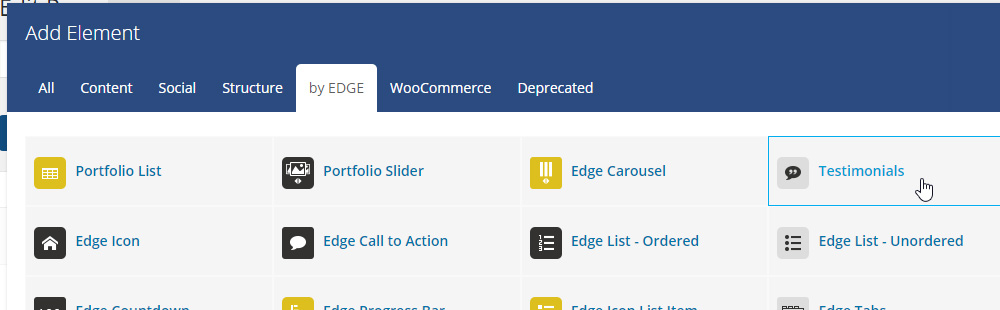 Add Element
All Content Social Structure by EDGE WooCommerce Deprecated
Portfolio List Portfolio Slider Edge Carousel Testimonials
Edge Icon Edge Call to Action Edge List - Ordered Edge List - Unordered
Edge Countdown Edge Progress Bar Edge Icon List Item Edge Tabs